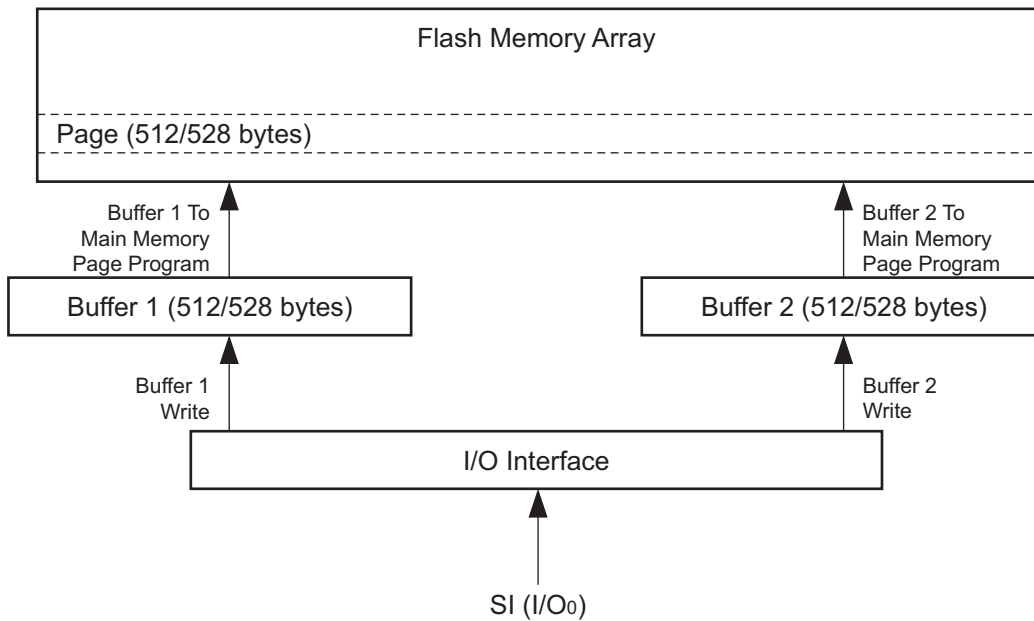 Flash Memory Array
Page (512/528 bytes)
Buffer 1 To
Main Memory
Page Program
Buffer 2 To
Main Memory
Page Program
Buffer 1 (512/528 bytes)
Buffer 2 (512/528 bytes)
Buffer 1
Write
Buffer 2
Write
I/O Interface
SI (I/O0)